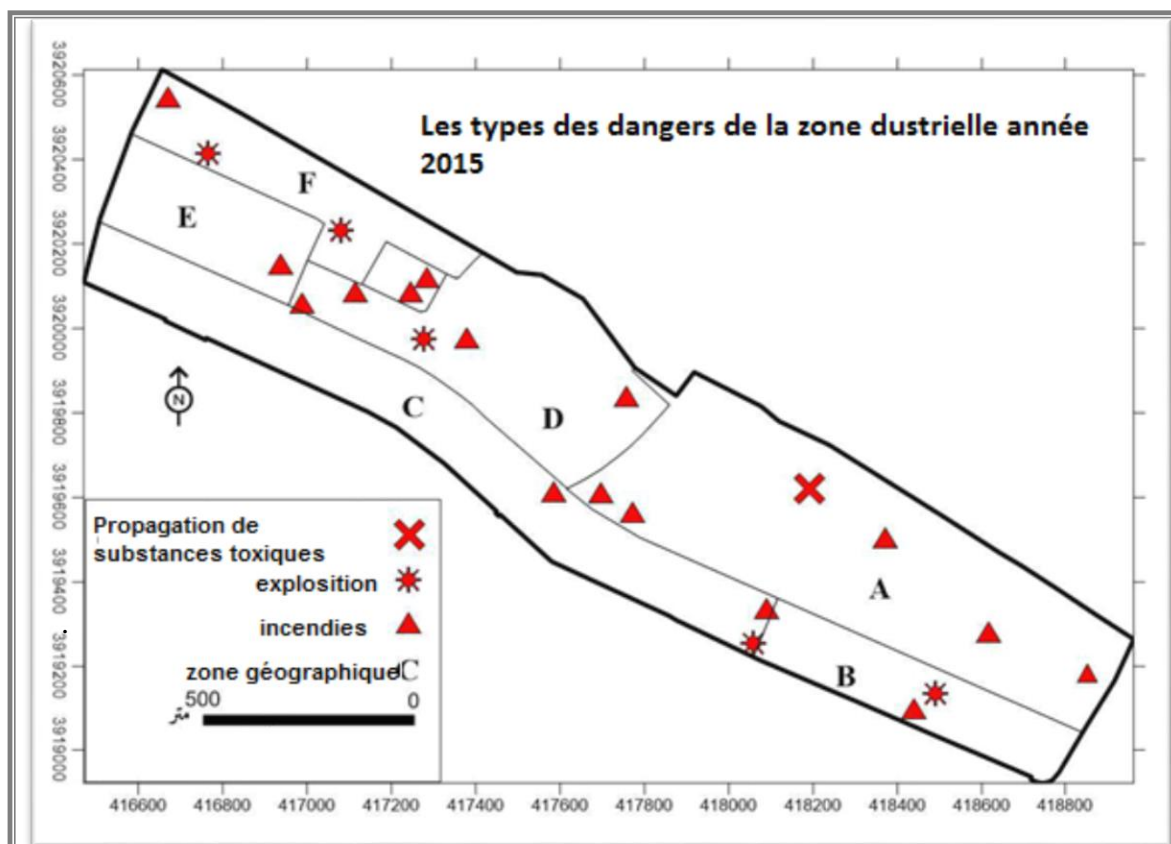 Les types des dangers de la zone dustrielle année
2015
3920600
3920400
3920200
3920000
3919800
3919600
3919400
3919200
3919000
F
E
C
D
A
B
N
Propagation de
substances toxiques
explosition
incendies
zone géographique C
500 0
416600 416800 417000 417200 417400 417600 417800 418000 418200 418400 418600 418800